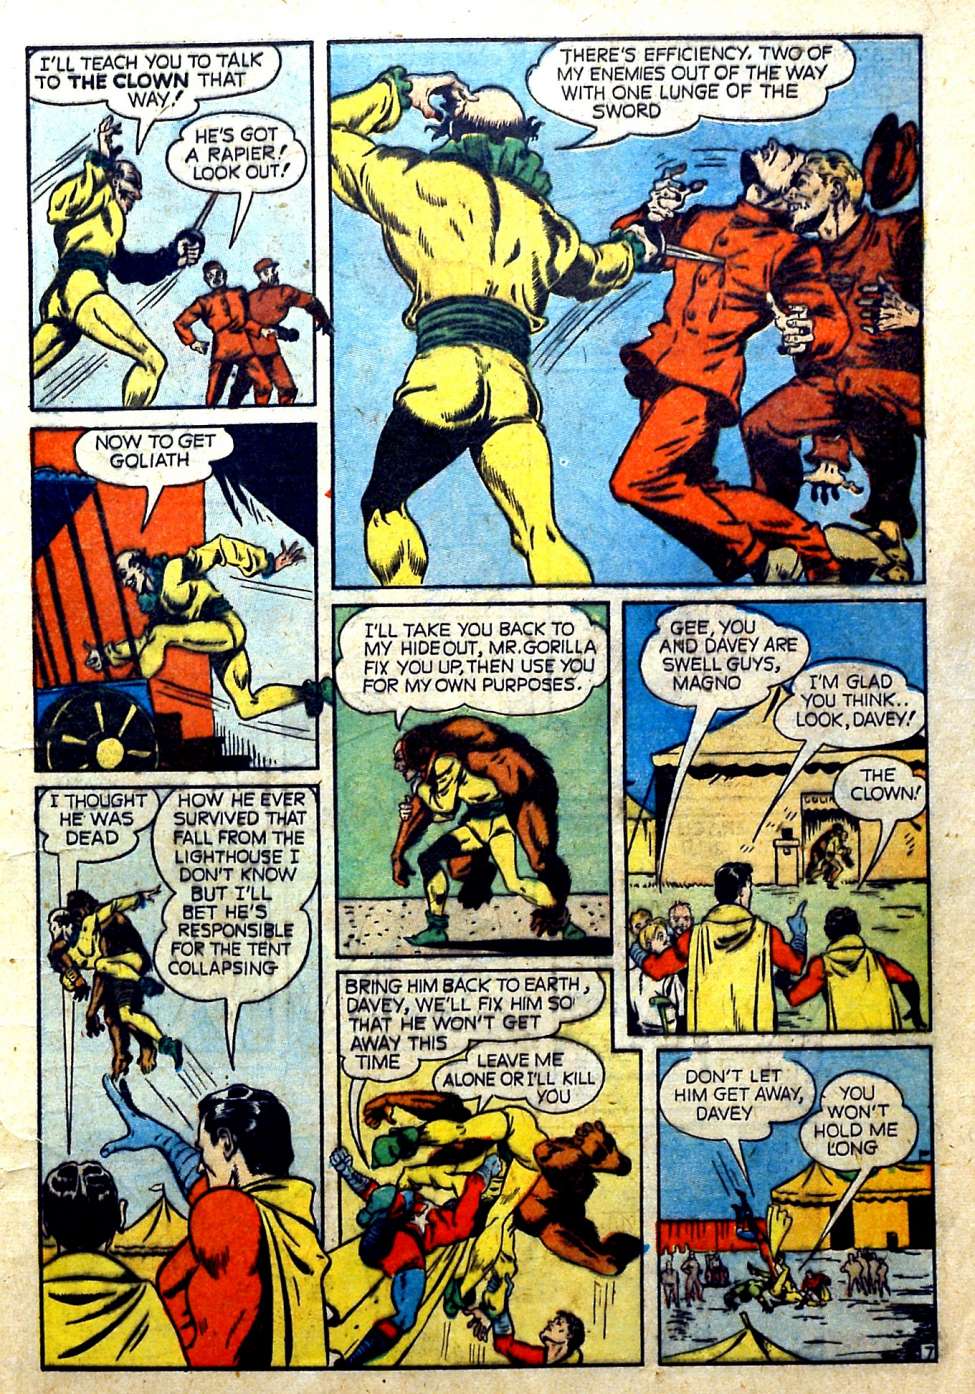 I'LL TEACH YOU TO TALK
TO THE CLOWN THAT
WAY!
HE'S GOT
A RAPIER!
LOOK OUT!
THERE'S EFFICIENCY. TWO OF
MY ENEMIES OUT OF THE WAY
WITH ONE LUNGE OF THE
SWORD
NOW TO GET
GOLIATH
I'LL TAKE YOU BACK TO
MY HIDE OUT, MR. GORILLA
FIX YOU UP, THEN USE YOU
FOR MY OWN PURPOSES.
GEE, YOU
AND DAVEY ARE
SWELL GUYS,
MAGNO
I'M GLAD
YOU THINK..
LOOK, DAVEY!
THE
CLOWN!
I THOUGHT
HE WAS
DEAD
HOW HE EVER
SURVIVED THAT
FALL FROM THE
LIGHTHOUSE I
DON'T KNOW
BUT I'LL
BET HE'S
RESPONSIBLE
FOR THE TENT
COLLAPSING
BRING HIM BACK TO EARTH,
DAVEY, WE'LL FIX HIM SO
THAT HE WON'T GET
AWAY THIS
TIME
LEAVE ME
ALONE OR I'LL KILL
YOU
DON'T LET
HIM GET AWAY,
DAVEY
YOU
WON'T
HOLD ME
LONG
7